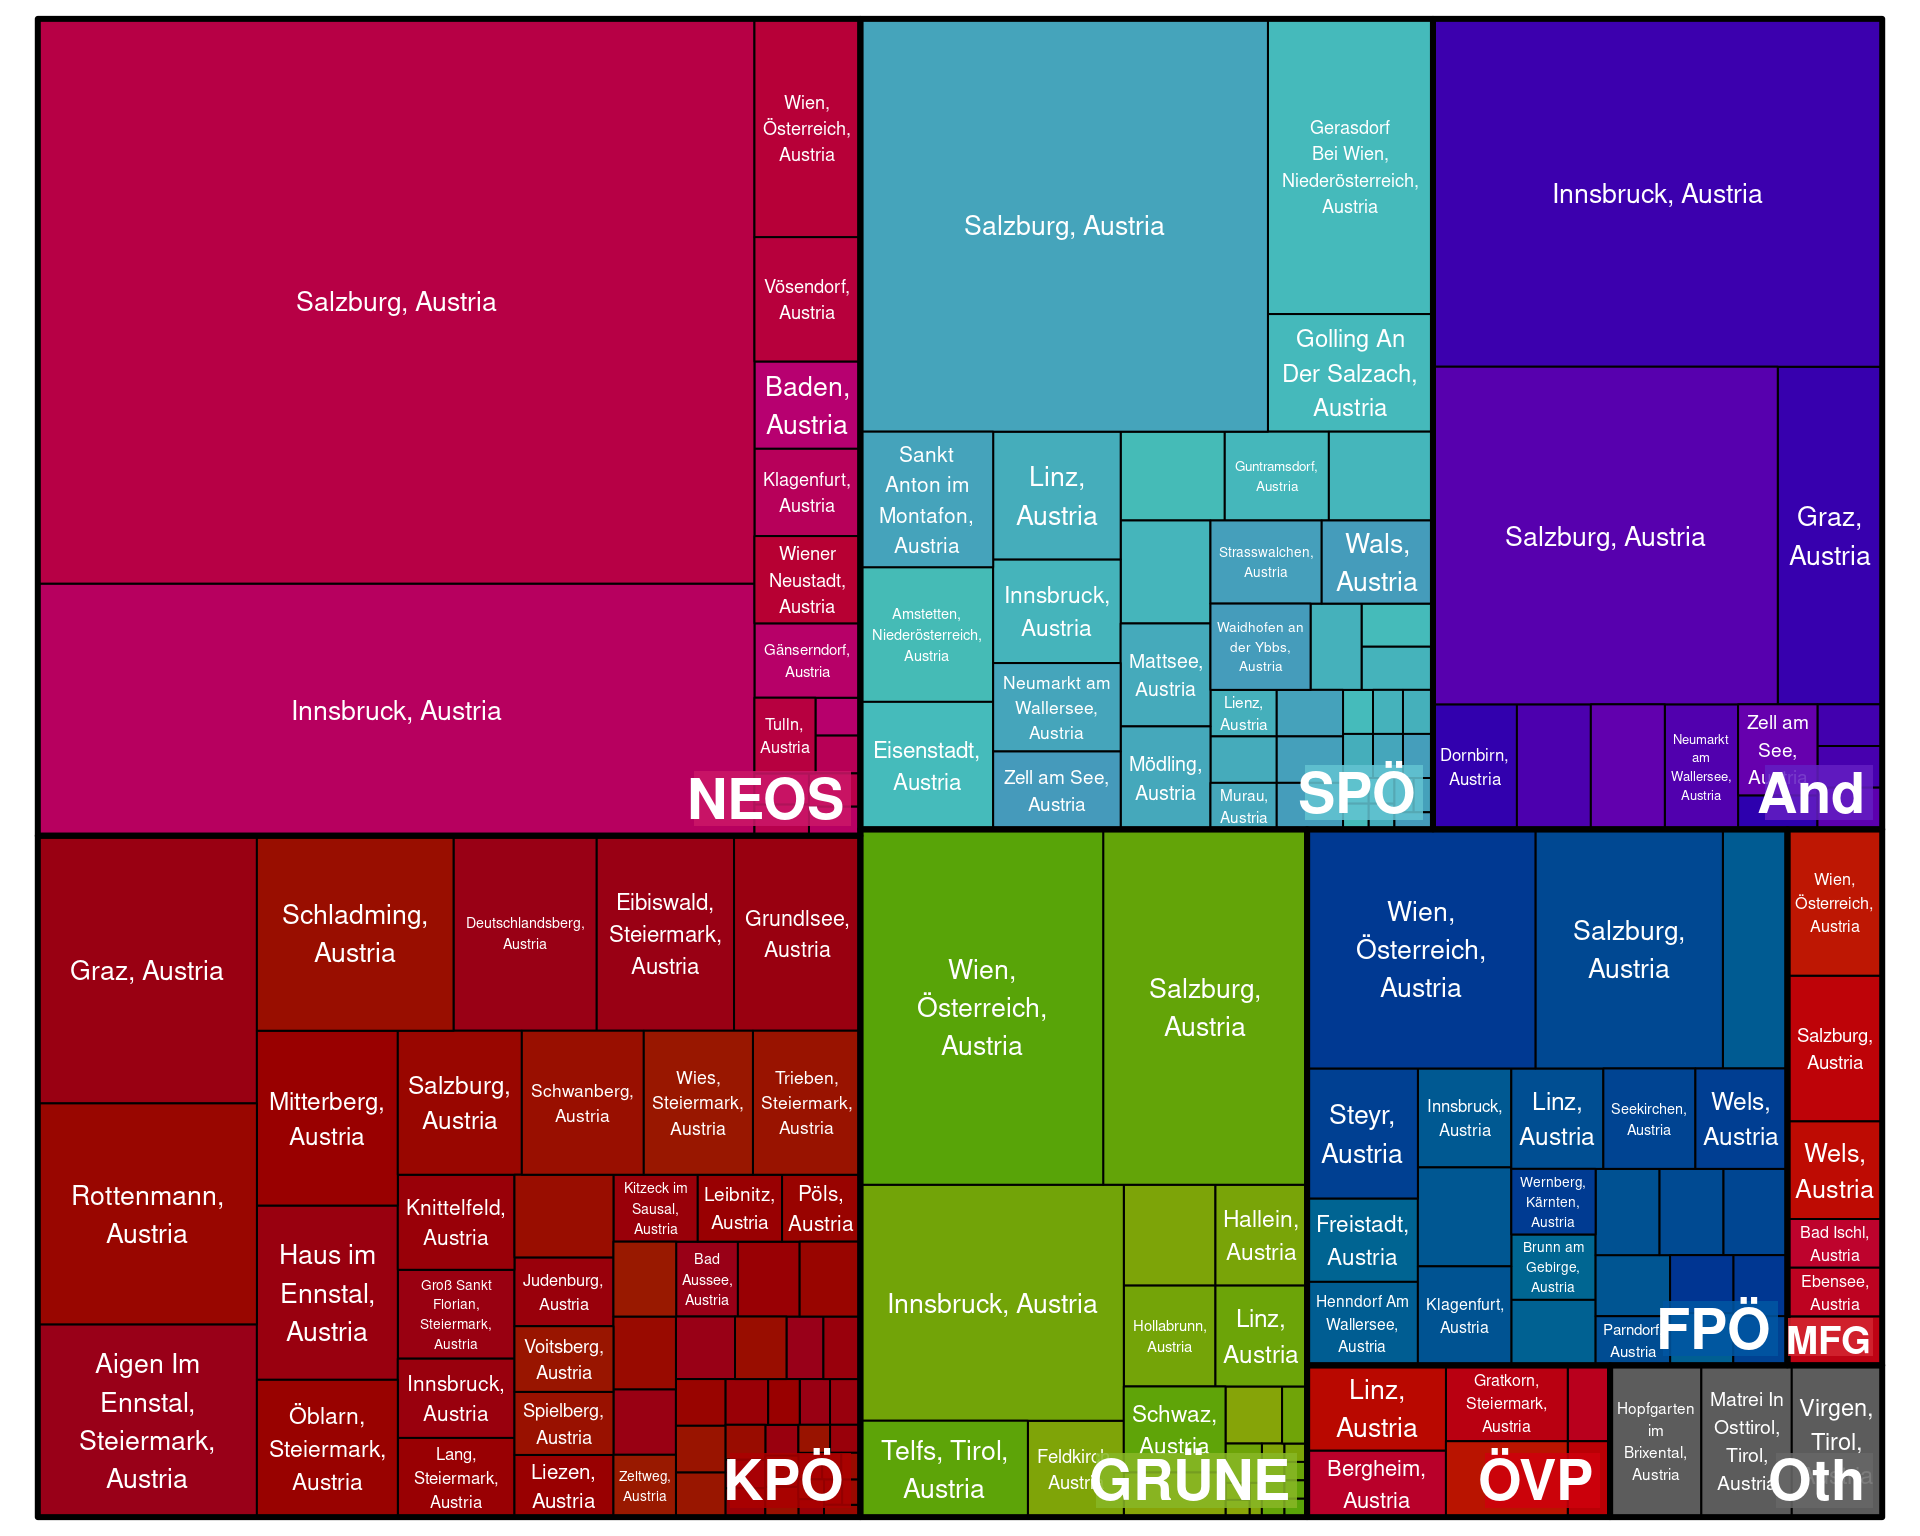 Salzburg, Austria
Innsbruck, Austria
Wien,
Österreich,
Austria
Vösendorf,
Austria
Baden,
Austria
Klagenfurt,
Austria
Wiener
Neustadt,
Austria
Gänserndorf,
Austria
Tulln,
Austria
NEOS
Salzburg, Austria
Gerasdorf
Bei Wien,
Niederösterreich,
Austria
Golling An
Der Salzach,
Austria
Sankt
Anton im
Montafon,
Austria
Amstetten,
Niederösterreich,
Austria
Eisenstadt,
Austria
Linz,
Austria
Innsbruck,
Austria
Neumarkt am
Wallersee,
Austria
Zell am See,
Austria
Guntramsdorf,
Austria
Strasswalchen,
Austria
Wals,
Austria
Mattsee,
Austria
Mödling,
Austria
Waidhofen an
der Ybbs,
Austria
Lienz,
Austria
Murau,
Austria
SPÖ
Innsbruck, Austria
Salzburg, Austria
Graz,
Austria
Dornbirn,
Austria
Neumarkt
am
Wallersee,
Austria
Zell am
See,
Austria
And
Graz, Austria
Rottenmann,
Austria
Aigen Im
Ennstal,
Steiermark,
Austria
Schladming,
Austria
Deutschlandsberg,
Austria
Eibiswald,
Steiermark,
Austria
Grundlsee,
Austria
Mitterberg,
Austria
Haus im
Ennstal,
Austria
Öblarn,
Steiermark,
Austria
Salzburg,
Austria
Schwanberg,
Austria
Wies,
Steiermark,
Austria
Trieben,
Steiermark,
Austria
Knittelfeld,
Austria
Groß Sankt
Florian,
Steiermark,
Austria
Innsbruck,
Austria
Lang,
Steiermark,
Austria
Judenburg,
Austria
Voitsberg,
Austria
Spielberg,
Austria
Liezen,
Austria
Kitzeck im
Sausal,
Austria
Leibnitz,
Austria
Pöls,
Austria
Bad
Aussee,
Austria
Zeltweg,
Austria
KPÖ
Wien,
Österreich,
Austria
Salzburg,
Austria
Innsbruck, Austria
Telfs, Tirol,
Austria
Feldkirch,
Austria
Hallein,
Austria
Hollabrunn,
Austria
Linz,
Austria
Schwaz,
Austria
GRÜNE
Wien,
Österreich,
Austria
Salzburg,
Austria
Steyr,
Austria
Freistadt,
Austria
Henndorf Am
Wallersee,
Austria
Innsbruck,
Austria
Klagenfurt,
Austria
Linz,
Austria
Seekirchen,
Austria
Wels,
Austria
Wernberg,
Kärnten,
Austria
Brunn am
Gebirge,
Austria
Parndorf,
Austria
FPÖ
Wien,
Österreich,
Austria
Salzburg,
Austria
Wels,
Austria
Bad Ischl,
Austria
Ebensee,
Austria
MFG
Linz,
Austria
Bergheim,
Austria
Gratkorn,
Steiermark,
Austria
ÖVP
Hopfgarten
im
Brixental,
Austria
Matrei In
Osttirol,
Tirol,
Austria
Virgen,
Tirol,
Austria
Oth